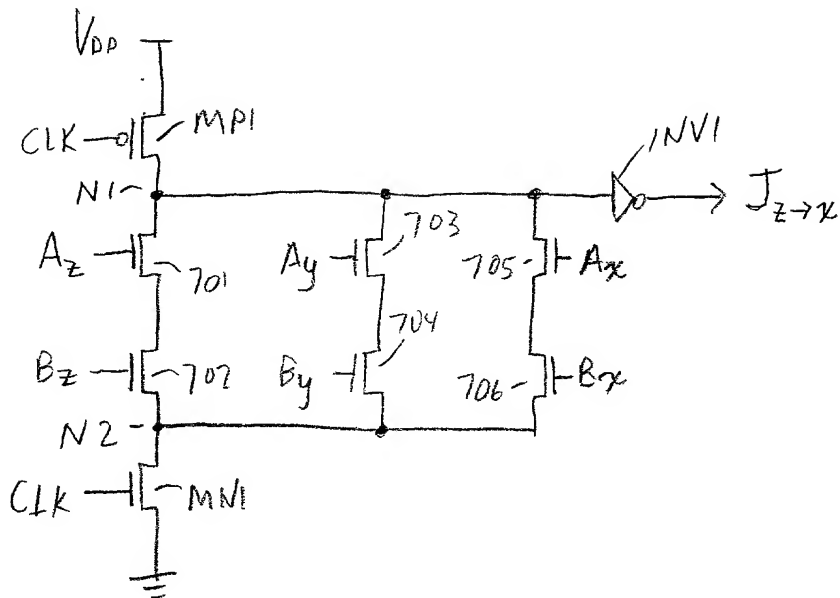 VDD
CLK
MP1
INV1
N1
Jz→x
Az
701
Ay
703
705
Ax
Bz
702
By
704
706
Bx
N2
CLK
MN1